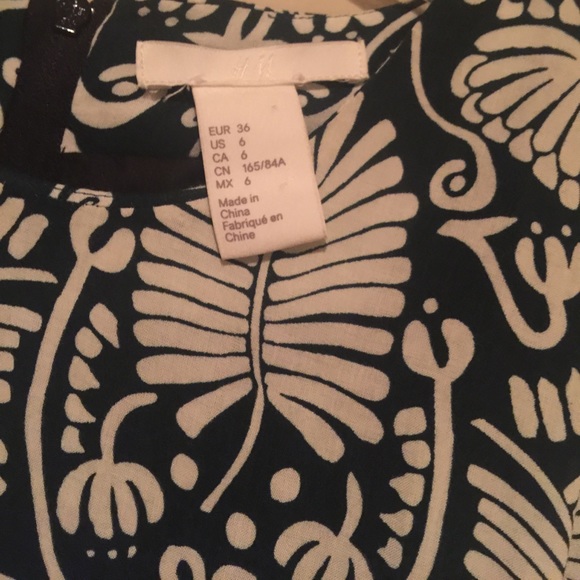 EUR 36
US 6
CA 6
CN 165/84A
MX 6
Made in
China
Fabriqué en
Chine